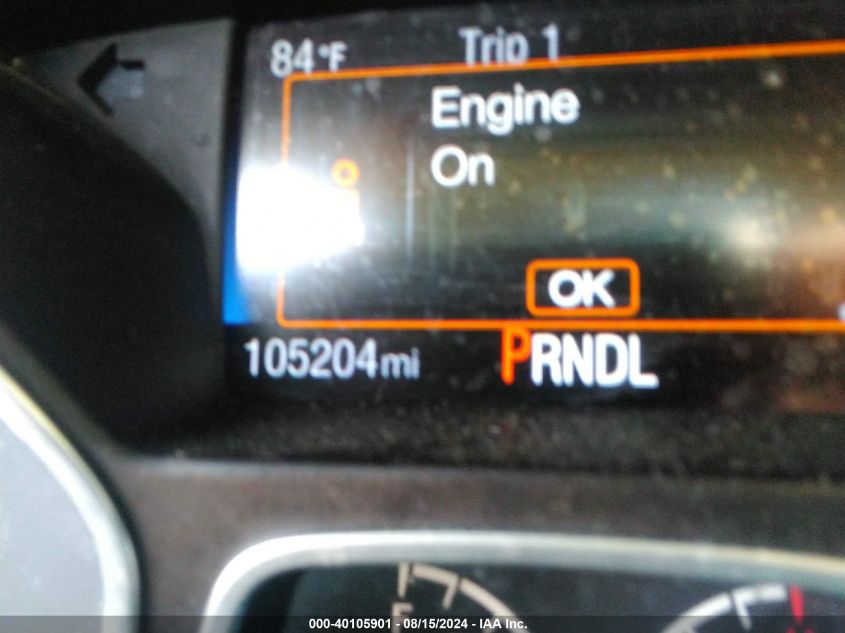 84°F Trip 1
Engine
On
OK
105204mi PRNDL
F
000-40105901 - 08/15/2024 - IAA Inc.